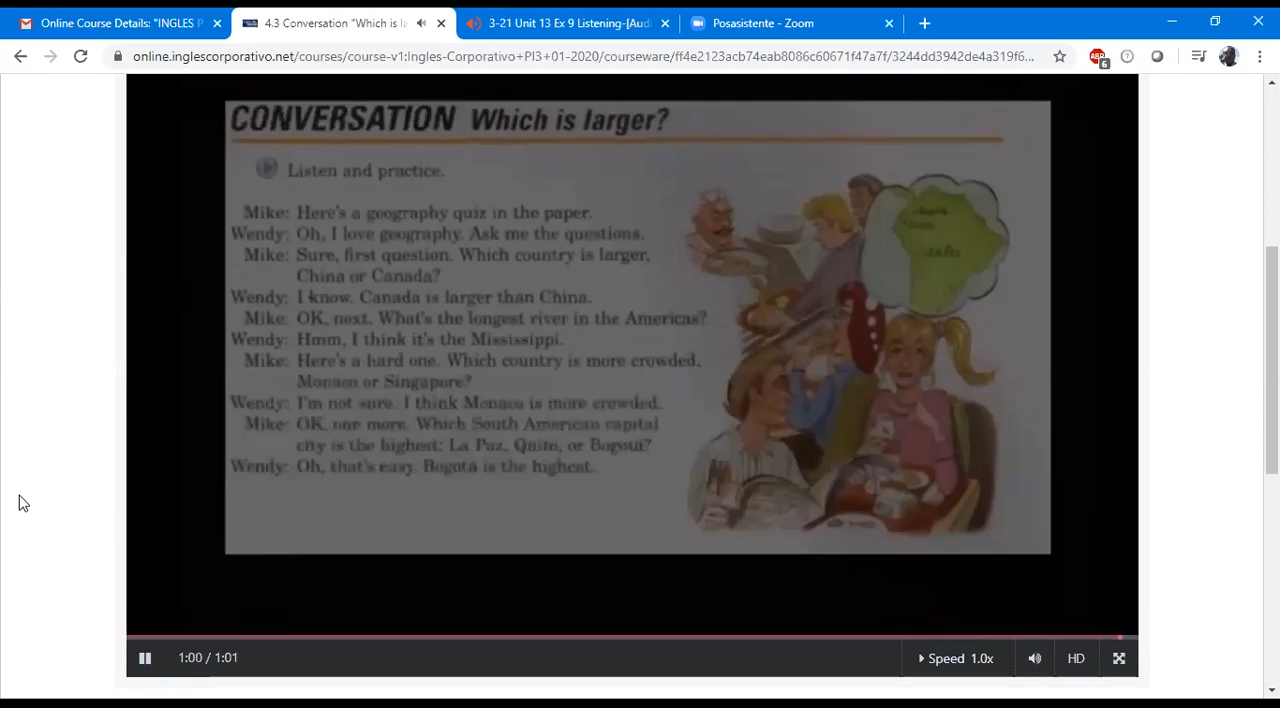 Online Course Details: "INGLES P
4.3 Conversation "Which is la
3-21 Unit 13 Ex 9 Listening-[Audi
Posasistente - Zoom
online.inglescorporativo.net/courses/course-v1:Ingles-Corporativo+PI3+01-2020/courseware/ff4e2123acb74eab8086c60671f47a7f/3244dd3942de4a319f6...
6
CONVERSATION Which is larger?
Listen and practice.
Mike: Here's a geography quiz in the paper.
Wendy: Oh, I love geography. Ask me the questions.
Mike: Sure, first question. Which country is larger,
China or Canada?
Wendy: I know. Canada is larger than China.
Mike: OK, next. What's the longest river in the Americas?
Wendy: Hmm, I think it's the Mississippi.
Mike: Here's a hard one. Which country is more crowded,
Monaco or Singapore?
Wendy: I'm not sure. I think Monaco is more crowded.
Mike: OK, one more. Which South American capital
city is the highest: La Paz, Quito, or Bogotá?
Wendy: Oh, that's easy. Bogotá is the highest.
1:00 / 1:01
Speed 1.0x
HD